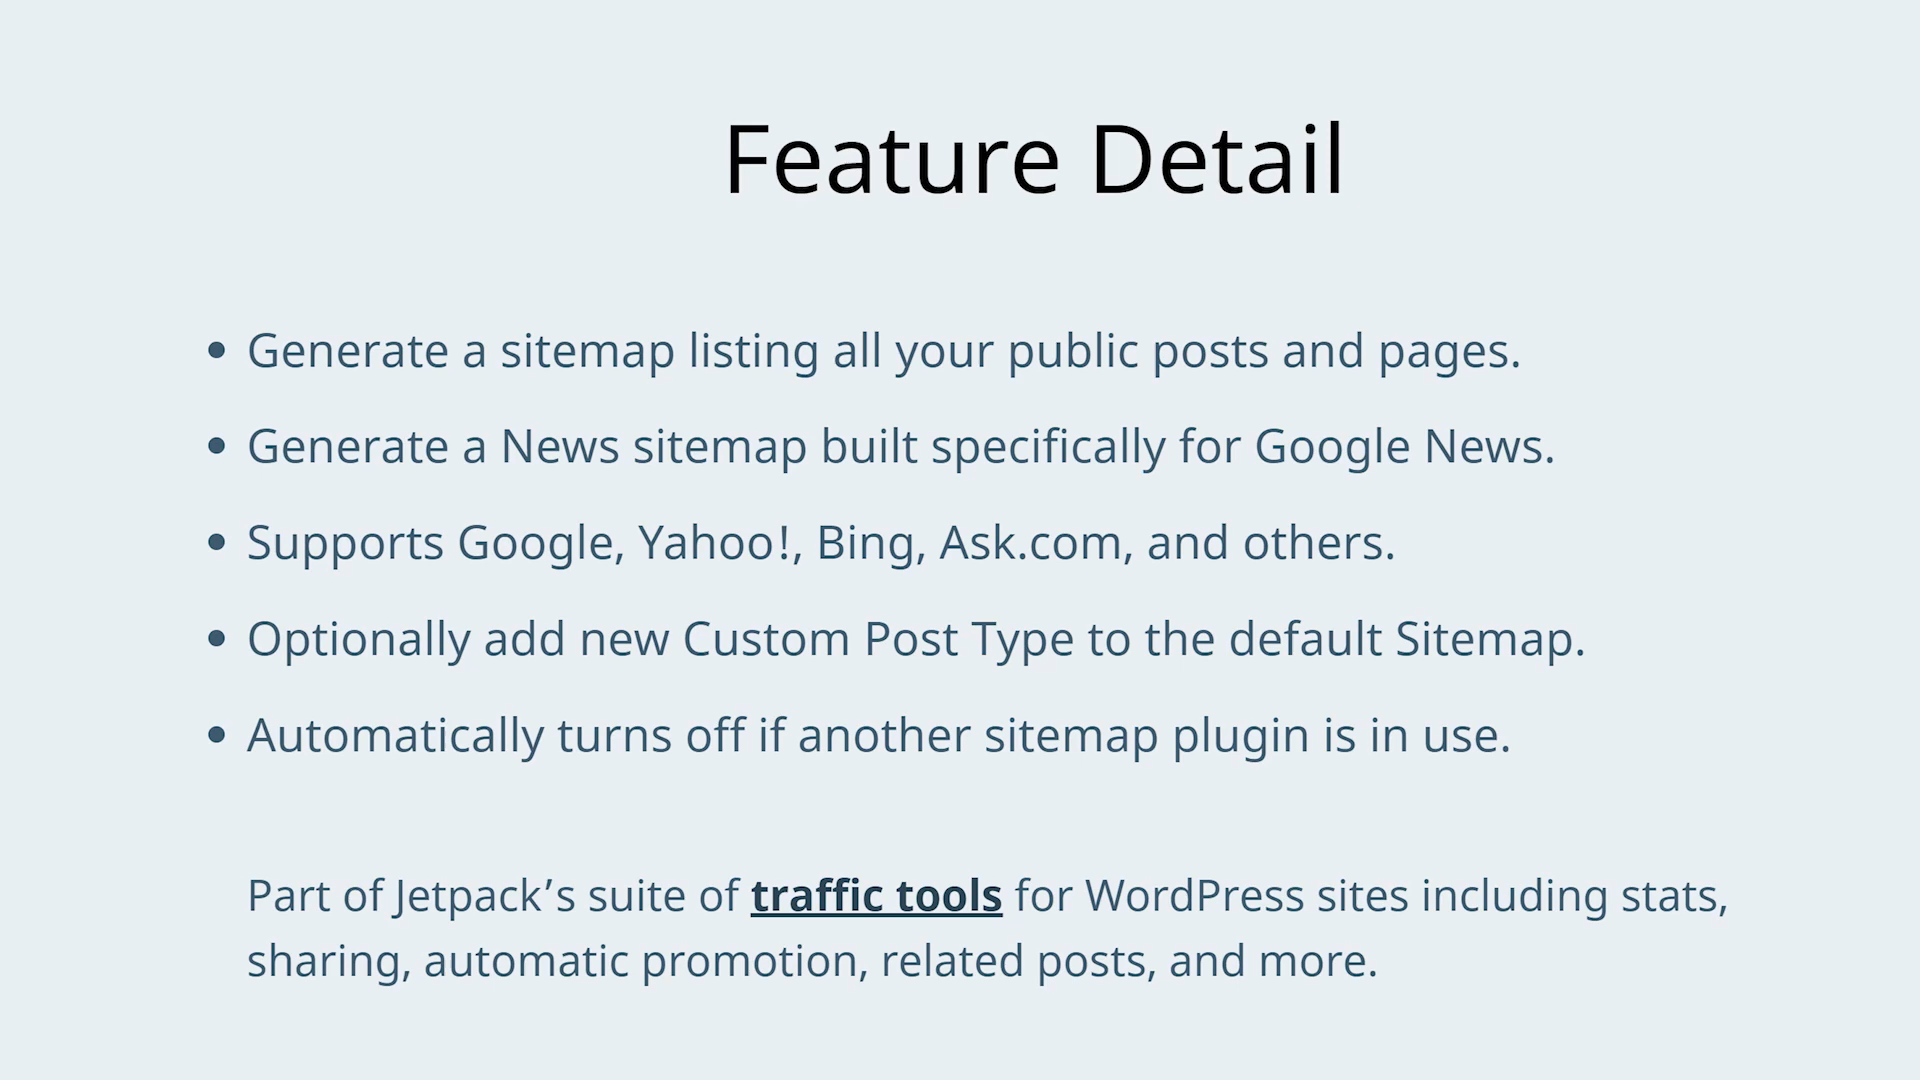 Feature Detail
Generate a sitemap listing all your public posts and pages.
Generate a News sitemap built specifically for Google News.
Supports Google, Yahoo!, Bing, Ask.com, and others.
Optionally add new Custom Post Type to the default Sitemap.
Automatically turns off if another sitemap plugin is in use.
Part of Jetpack’s suite of traffic tools for WordPress sites including stats,
sharing, automatic promotion, related posts, and more.